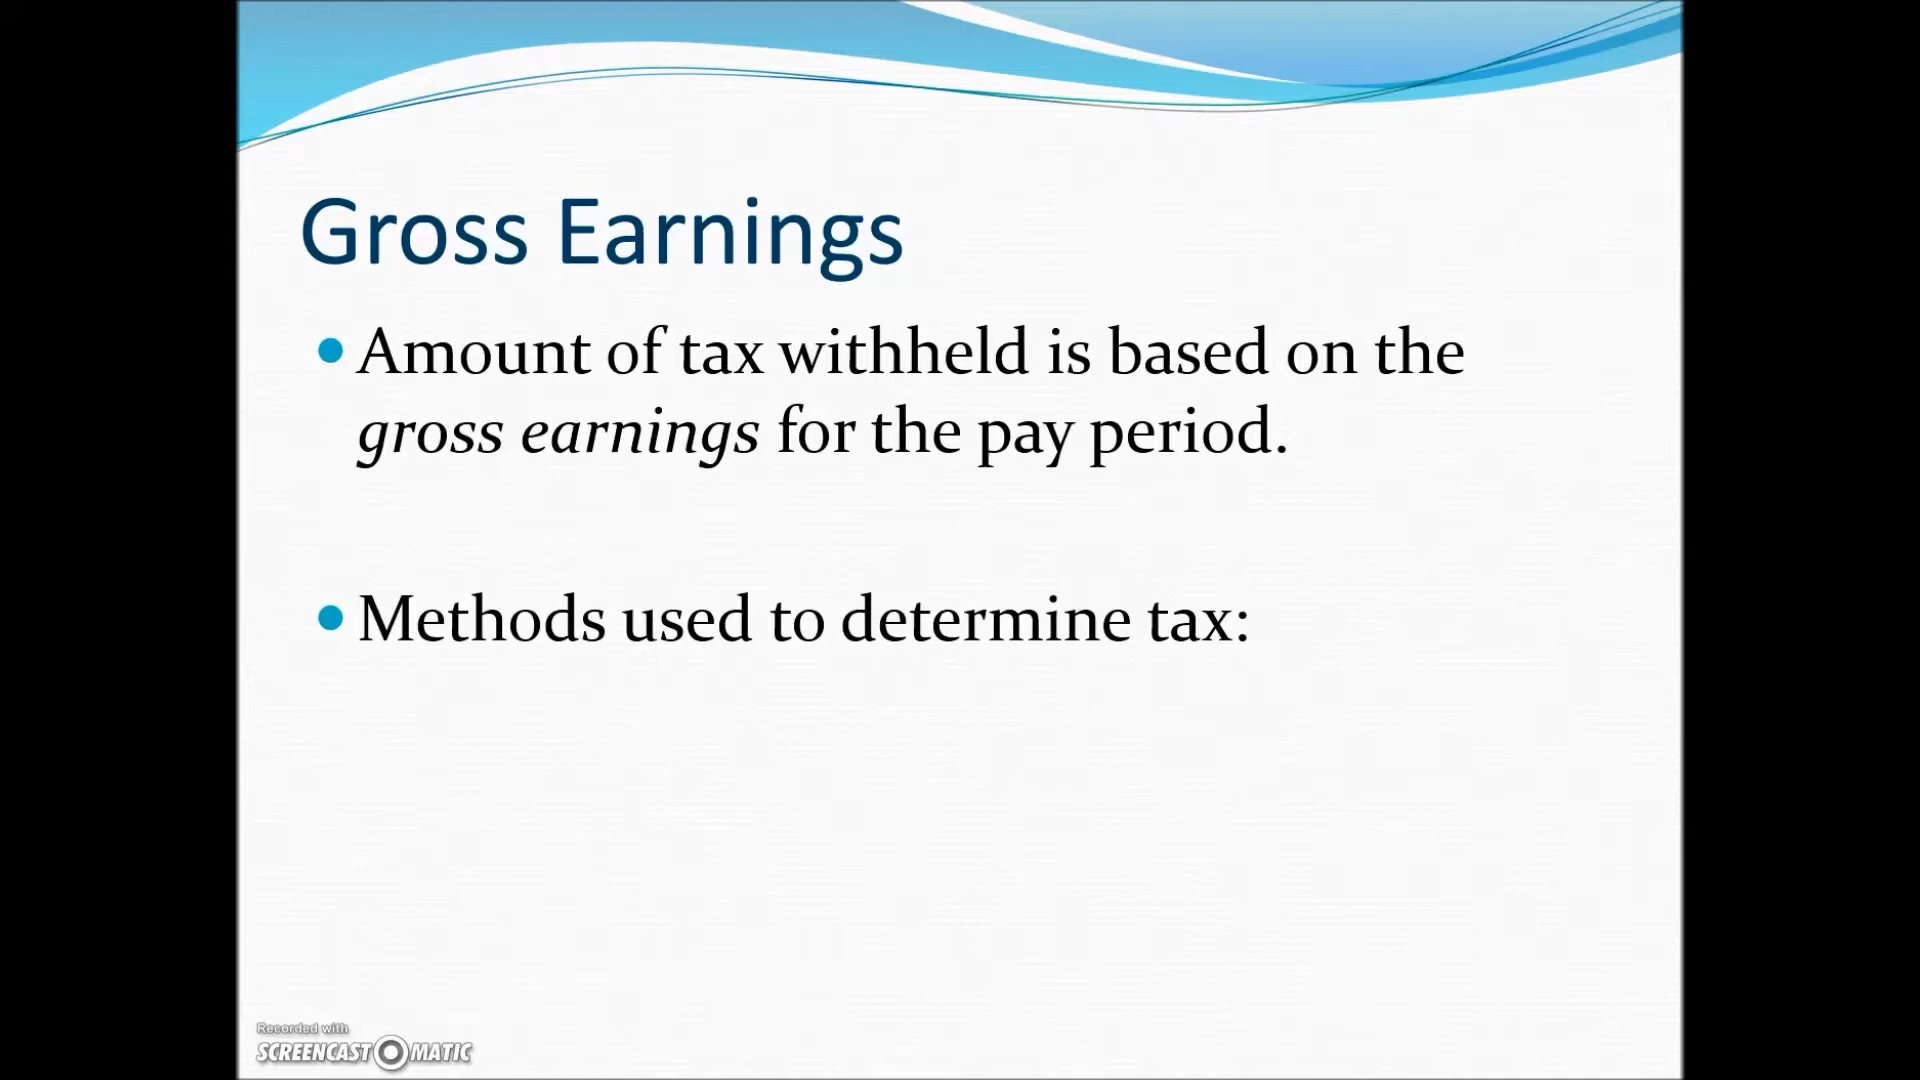 Gross Earnings
• Amount of tax withheld is based on the
gross earnings for the pay period.
• Methods used to determine tax:
Recorded with
SCREENCAST-O-MATIC